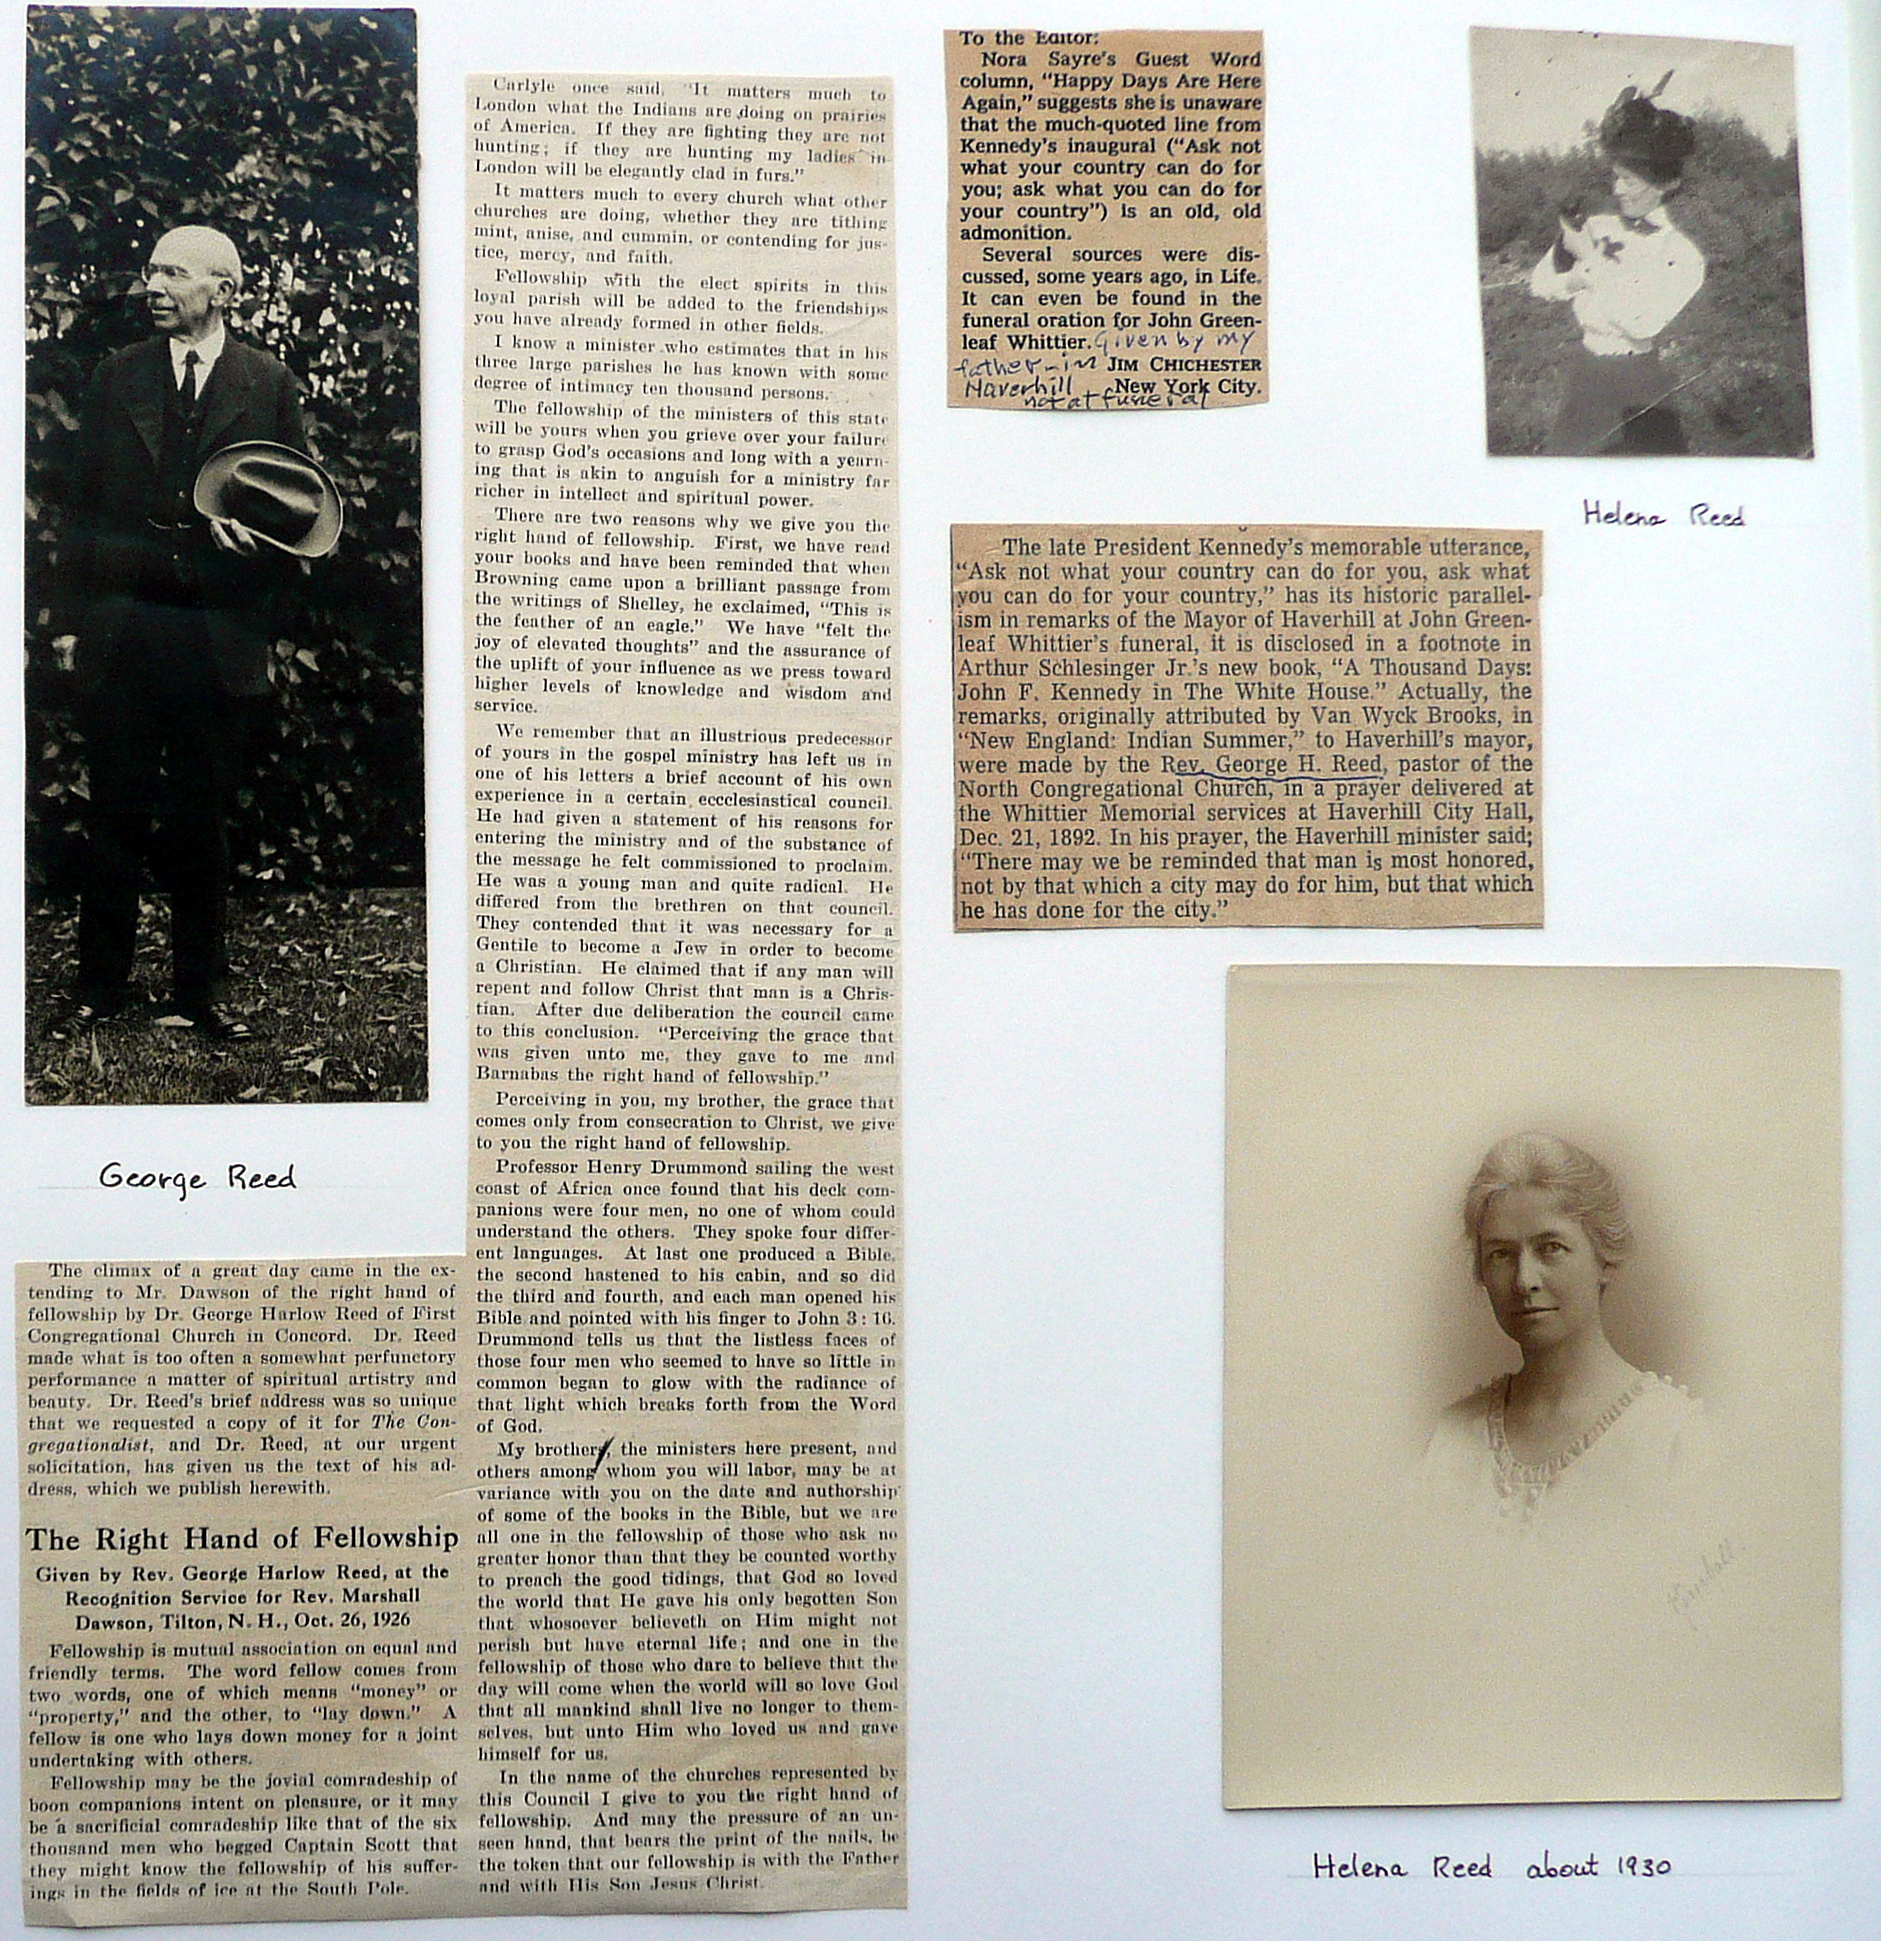 George Reed
The climax of a great day came in the ex-
tending to Mr. Dawson of the right hand of
fellowship by Dr. George Harlow Reed of First
Congregational Church in Concord. Dr. Reed
made what is too often a somewhat perfunctory
performance a matter of spiritual artistry and
beauty. Dr. Reed's brief address was so unique
that we requested a copy of it for The Con-
gregationalist, and Dr. Reed, at our urgent
solicitation, has given us the text of his ad-
dress, which we publish herewith.
The Right Hand of Fellowship
Given by Rev. George Harlow Reed, at the
Recognition Service for Rev. Marshall
Dawson, Tilton, N. H., Oct. 26, 1926
Fellowship is mutual association on equal and
friendly terms. The word fellow comes from
two words, one of which means "money" or
"property," and the other, to "lay down." A
fellow is one who lays down money for a joint
undertaking with others.
Fellowship may be the jovial comradeship of
boon companions intent on pleasure, or it may
be a sacrificial comradeship like that of the six
thousand men who begged Captain Scott that
they might know the fellowship of his suffer-
ings in the fields of ice at the South Pole.
Carlyle once said, "It matters much to
London what the Indians are doing on prairies
of America. If they are fighting they are not
hunting; if they are hunting my ladies in
London will be elegantly clad in furs."
It matters much to every church what other
churches are doing, whether they are tithing
mint, anise, and cummin, or contending for jus-
tice, mercy, and faith.
Fellowship with the elect spirits in this
loyal parish will be added to the friendships
you have already formed in other fields.
I know a minister who estimates that in his
three large parishes he has known with some
degree of intimacy ten thousand persons.
The fellowship of the ministers of this state
will be yours when you grieve over your failure
to grasp God's occasions and long with a yearn-
ing that is akin to anguish for a ministry far
richer in intellect and spiritual power.
There are two reasons why we give you the
right hand of fellowship. First, we have read
your books and have been reminded that when
Browning came upon a brilliant passage from
the writings of Shelley, he exclaimed, "This is
the feather of an eagle." We have "felt the
joy of elevated thoughts" and the assurance of
the uplift of your influence as we press toward
higher levels of knowledge and wisdom and
service.
We remember that an illustrious predecessor
of yours in the gospel ministry has left us in
one of his letters a brief account of his own
experience in a certain eccclesiastical council.
He had given a statement of his reasons for
entering the ministry and of the substance of
the message he felt commissioned to proclaim.
He was a young man and quite radical. He
differed from the brethren on that council.
They contended that it was necessary for a
Gentile to become a Jew in order to become
a Christian. He claimed that if any man will
repent and follow Christ that man is a Chris-
tian. After due deliberation the council came
to this conclusion. "Perceiving the grace that
was given unto me, they gave to me and
Barnabas the right hand of fellowship."
Perceiving in you, my brother, the grace that
comes only from consecration to Christ, we give
to you the right hand of fellowship.
Professor Henry Drummond sailing the west
coast of Africa once found that his deck com-
panions were four men, no one of whom could
understand the others. They spoke four differ-
ent languages. At last one produced a Bible,
the second hastened to his cabin, and so did
the third and fourth, and each man opened his
Bible and pointed with his finger to John 3:16.
Drummond tells us that the listless faces of
those four men who seemed to have so little in
common began to glow with the radiance of
that light which breaks forth from the Word
of God.
My brother, the ministers here present, and
others among whom you will labor, may be at
variance with you on the date and authorship
of some of the books in the Bible, but we are
all one in the fellowship of those who ask no
greater honor than that they be counted worthy
to preach the good tidings, that God so loved
the world that He gave his only begotten Son
that whosoever believeth on Him might not
perish but have eternal life; and one in the
fellowship of those who dare to believe that the
day will come when the world will so love God
that all mankind shall live no longer to them-
selves, but unto Him who loved us and gave
himself for us.
In the name of the churches represented by
this Council I give to you the right hand of
fellowship. And may the pressure of an un-
seen hand, that bears the print of the nails, be
the token that our fellowship is with the Father
and with His Son Jesus Christ.
To the Editor:
Nora Sayre's Guest Word
column, "Happy Days Are Here
Again," suggests she is unaware
that the much-quoted line from
Kennedy's inaugural ("Ask not
what your country can do for
you; ask what you can do for
your country") is an old, old
admonition.
Several sources were dis-
cussed, some years ago, in Life.
It can even be found in the
funeral oration for John Green-
leaf Whittier. Given by my
father-in JIM CHICHESTER
Haverhill New York City.
not at funeral
Helena Reed
The late President Kennedy's memorable utterance,
"Ask not what your country can do for you, ask what
you can do for your country," has its historic parallel-
ism in remarks of the Mayor of Haverhill at John Green-
leaf Whittier's funeral, it is disclosed in a footnote in
Arthur Schlesinger Jr.'s new book, "A Thousand Days:
John F. Kennedy in The White House." Actually, the
remarks, originally attributed by Van Wyck Brooks, in
"New England: Indian Summer," to Haverhill's mayor,
were made by the Rev. George H. Reed, pastor of the
North Congregational Church, in a prayer delivered at
the Whittier Memorial services at Haverhill City Hall,
Dec. 21, 1892. In his prayer, the Haverhill minister said;
"There may we be reminded that man is most honored,
not by that which a city may do for him, but that which
he has done for the city."
Kimball
Helena Reed about 1930